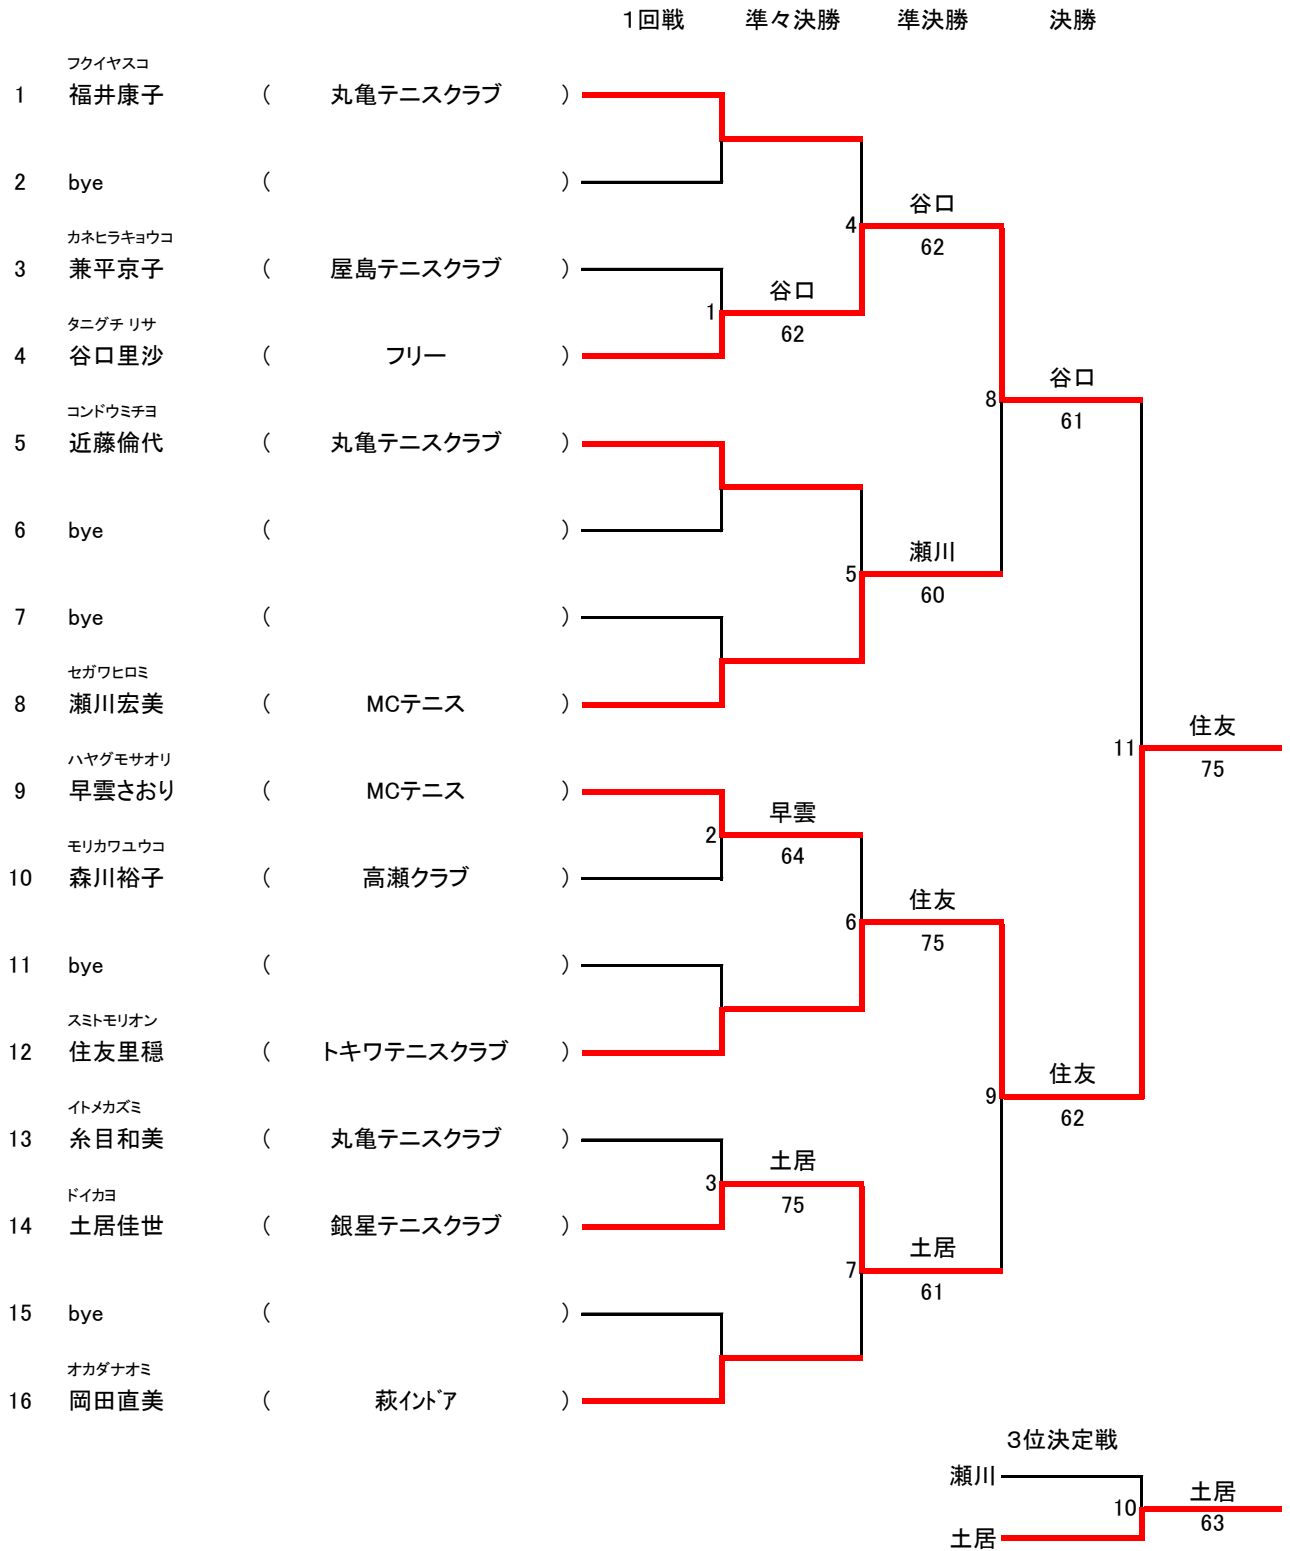 1回戦 準々決勝 準決勝 決勝
フクイヤスコ
1 福井康子 ( 丸亀テニスクラブ )
2 bye ( )
谷口
4
62
カネヒラキョウコ
3 兼平京子 ( 屋島テニスクラブ )
谷口
1
62
タニグチ リサ
4 谷口里沙 ( フリー )
谷口
8
61
コンドウミチヨ
5 近藤倫代 ( 丸亀テニスクラブ )
6 bye ( )
瀬川
5
60
7 bye ( )
セガワヒロミ
8 瀬川宏美 ( MCテニス )
住友
11
75
ハヤグモサオリ
9 早雲さおり ( MCテニス )
早雲
2
64
モリカワユウコ
10 森川裕子 ( 高瀬クラブ )
住友
6
75
11 bye ( )
スミトモリオン
12 住友里穏 ( トキワテニスクラブ )
住友
9
62
イトメカズミ
13 糸目和美 ( 丸亀テニスクラブ )
土居
3
75
ドイカヨ
14 土居佳世 ( 銀星テニスクラブ )
土居
7
61
15 bye ( )
オカダナオミ
16 岡田直美 ( 萩インドア )
3位決定戦
瀬川
土居
10
63
土居